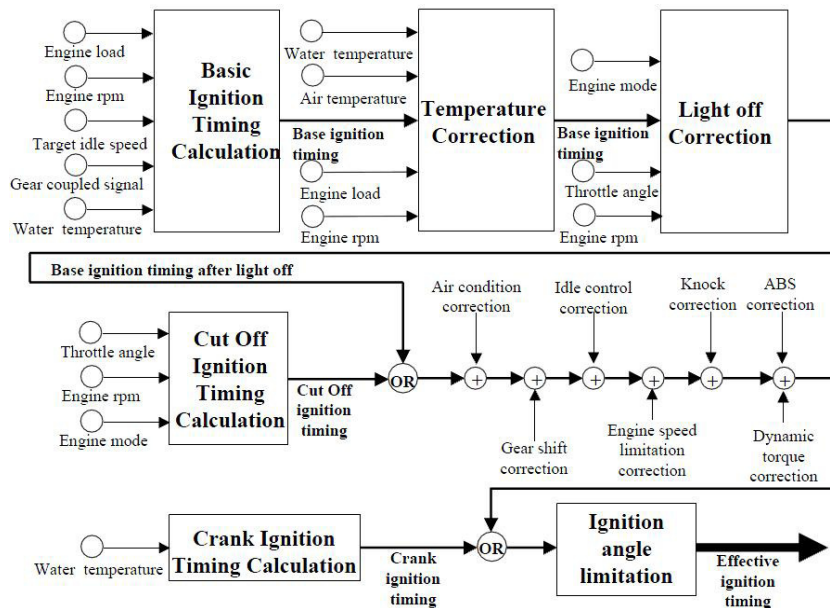 Engine load
Engine rpm
Target idle speed
Gear coupled signal
Water temperature
Basic
Ignition
Timing
Calculation
Water temperature
Air temperature
Base ignition
timing
Engine load
Engine rpm
Temperature
Correction
Engine mode
Base ignition
timing
Throttle angle
Engine rpm
Light off
Correction
Base ignition timing after light off
Throttle angle
Engine rpm
Engine mode
Cut Off
Ignition
Timing
Calculation
Cut Off
ignition
timing
OR
Air condition
correction
+
Gear shift
correction
+
Idle control
correction
+
Engine speed
limitation
correction
+
Knock
correction
+
ABS
correction
+
Dynamic
torque
correction
Water temperature
Crank Ignition
Timing Calculation
Crank
ignition
timing
OR
Ignition
angle
limitation
Effective
ignition
timing